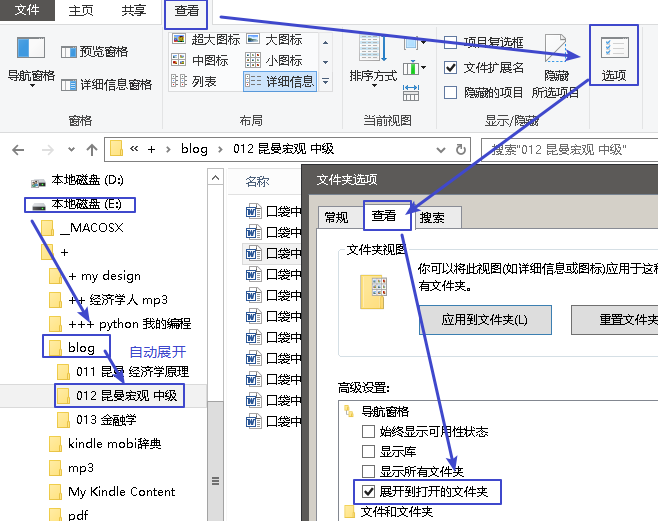 文件 主页 共享 查看
导航窗格
预览窗格
详细信息窗格
窗格
超大图标 大图标
中图标 小图标
列表 详细信息
布局
排序方式
当前视图
项目复选框
文件扩展名
隐藏的项目
隐藏
所选项目
显示/隐藏
选项
« + › blog › 012 昆曼宏观 中级
搜索"012 昆曼宏观 中级"
本地磁盘 (D:)
本地磁盘 (E:)
__MACOSX
+
+ my design
++ 经济学人 mp3
+++ python 我的编程
blog
自动展开
011 昆曼 经济学原理
012 昆曼宏观 中级
013 金融学
kindle mobi辞典
mp3
My Kindle Content
pdf
名称
口袋中
口袋中
口袋中
口袋中
口袋中
口袋中
口袋中
口袋中
口袋中
口袋中
口袋中
文件夹选项
常规 查看 搜索
文件夹视图
你可以将此视图(如详细信息或图标)应用于这种
有文件夹。
应用到文件夹(L) 重置文件夹
高级设置:
导航窗格
始终显示可用性状态
显示库
显示所有文件夹
展开到打开的文件夹
文件和文件夹